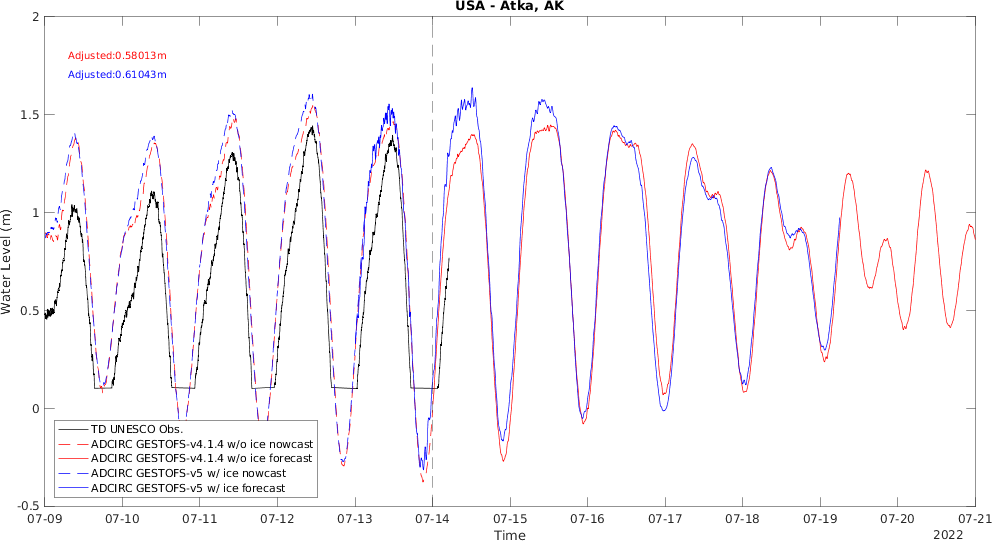 USA - Atka, AK
2
1.5
1
0.5
0
-0.5
Water Level (m)
Adjusted:0.58013m
Adjusted:0.61043m
TD UNESCO Obs.
ADCIRC GESTOFS-v4.1.4 w/o ice nowcast
ADCIRC GESTOFS-v4.1.4 w/o ice forecast
ADCIRC GESTOFS-v5 w/ ice nowcast
ADCIRC GESTOFS-v5 w/ ice forecast
07-09 07-10 07-11 07-12 07-13 07-14 07-15 07-16 07-17 07-18 07-19 07-20 07-21
Time
2022